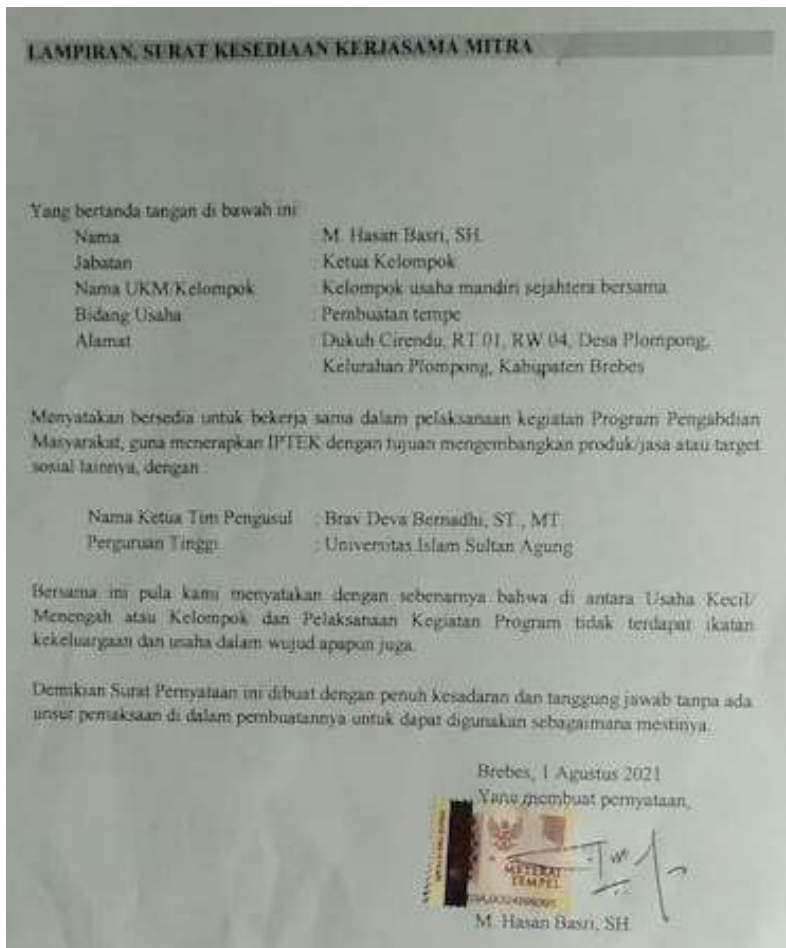 LAMPIRAN. SURAT KESEDIAAN KERJASAMA MITRA
Yang bertanda tangan di bawah ini:
Nama : M. Hasan Basri, SH.
Jabatan : Ketua Kelompok
Nama UKM/Kelompok : Kelompok usaha mandiri sejahtera bersama
Bidang Usaha : Pembuatan tempe
Alamat : Dukuh Cirendu, RT 01, RW 04, Desa Plompong,
Kelurahan Plompong, Kabupaten Brebes
Menyatakan bersedia untuk bekerja sama dalam pelaksanaan kegiatan Program Pengabdian
Masyarakat, guna menerapkan IPTEK dengan tujuan mengembangkan produk/jasa atau target
sosial lainnya, dengan :
Nama Ketua Tim Pengusul : Brav Deva Bernadhi, ST., MT.
Perguruan Tinggi : Universitas Islam Sultan Agung
Bersama ini pula kami menyatakan dengan sebenarnya bahwa di antara Usaha Kecil/
Menengah atau Kelompok dan Pelaksanaan Kegiatan Program tidak terdapat ikatan
kekeluargaan dan usaha dalam wujud apapun juga.
Demikian Surat Pernyataan ini dibuat dengan penuh kesadaran dan tanggung jawab tanpa ada
unsur pemaksaan di dalam pembuatannya untuk dapat digunakan sebagaimana mestinya.
Brebes, 1 Agustus 2021
Yang membuat pernyataan,
METERAI
TEMPEL
M. Hasan Basri, SH.